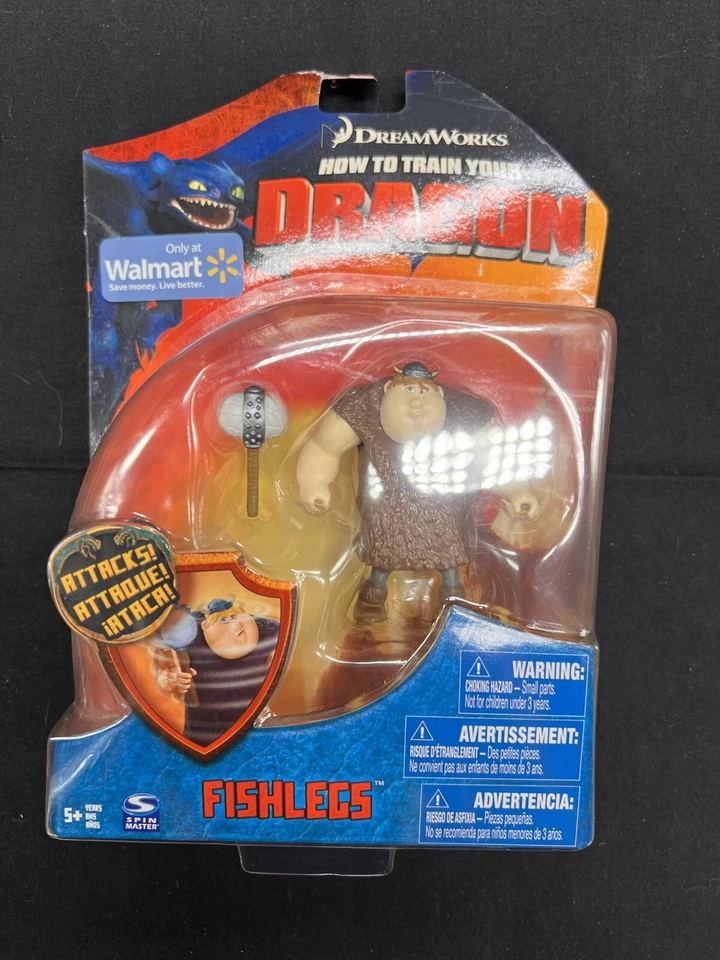 DREAMWORKS
HOW TO TRAIN YOUR
DRAGON
Only at
Walmart
Save money. Live better.
ATTACKS!
ATTAQUE!
¡ATACA!
WARNING:
CHOKING HAZARD – Small parts.
Not for children under 3 years.
AVERTISSEMENT:
RISQUE D'ÉTRANGLEMENT – Des petites pièces.
Ne convient pas aux enfants de moins de 3 ans.
ADVERTENCIA:
RIESGO DE ASFIXIA – Piezas pequeñas.
No se recomienda para niños menores de 3 años.
FISHLEGS™
5+
YEARS
ANS
AÑOS
SPIN
MASTER™